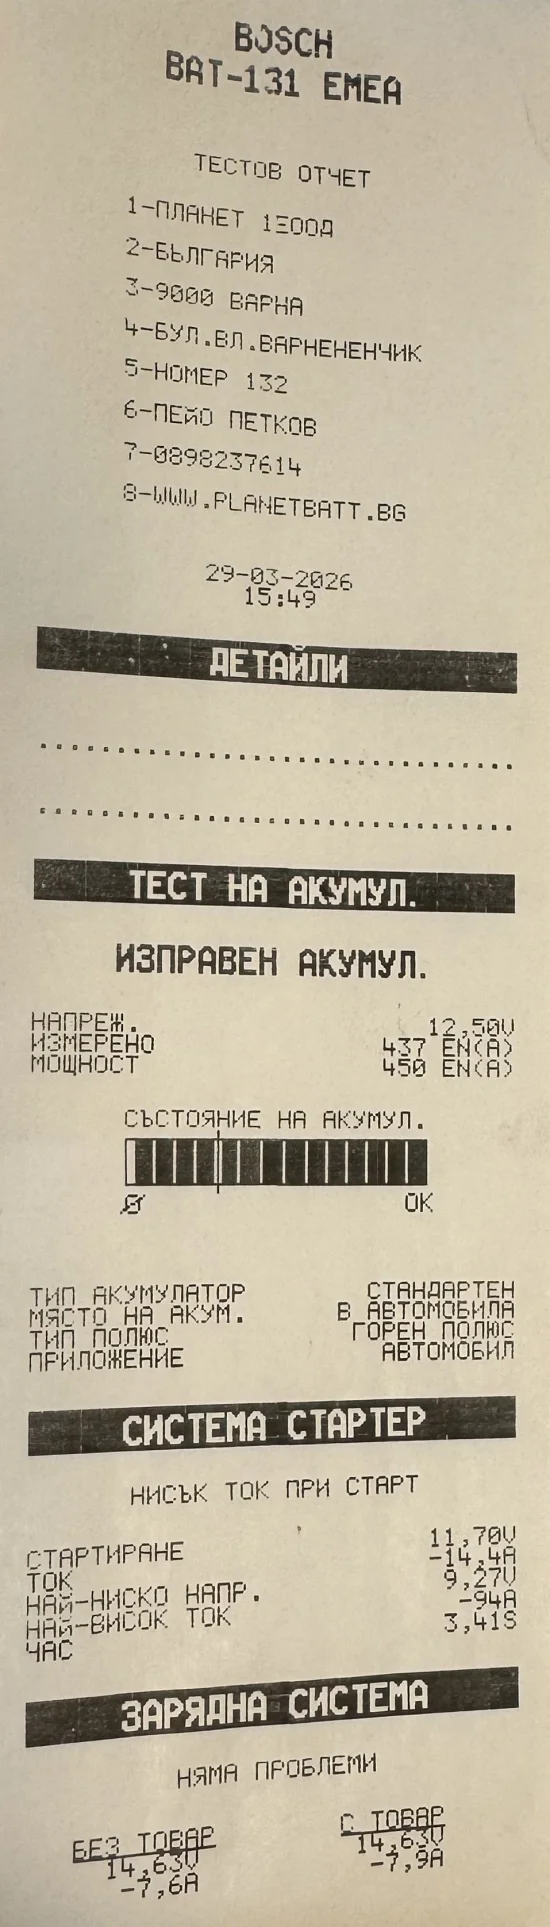 BOSCH
BAT-131 EMEA
ТЕСТОВ ОТЧЕТ
1-ПЛАНЕТ 1ЕООД
2-БЪЛГАРИЯ
3-9000 ВАРНА
4-БУЛ.ВЛ.ВАРНЕНЕНЧИК
5-НОМЕР 132
6-ПЕЙО ПЕТКОВ
7-0898237614
8-WWW.PLANETBATT.BG
29-03-2026
15:49
ДЕТАЙЛИ
ТЕСТ НА АКУМУЛ.
ИЗПРАВЕН АКУМУЛ.
НАПРЕЖ. 12,50V
ИЗМЕРЕНО 437 EN(A)
МОЩНОСТ 450 EN(A)
СЪСТОЯНИЕ НА АКУМУЛ.
0 OK
ТИП АКУМУЛАТОР СТАНДАРТЕН
МЯСТО НА АКУМ. В АВТОМОБИЛА
ТИП ПОЛЮС ГОРЕН ПОЛЮС
ПРИЛОЖЕНИЕ АВТОМОБИЛ
СИСТЕМА СТАРТЕР
НИСЪК ТОК ПРИ СТАРТ
СТАРТИРАНЕ 11,70V
ТОК -14,4A
НАЙ-НИСКО НАПР. 9,27V
НАЙ-ВИСОК ТОК -94A
ЧАС 3,41S
ЗАРЯДНА СИСТЕМА
НЯМА ПРОБЛЕМИ
БЕЗ ТОВАР С ТОВАР
14,63V 14,63V
-7,6A -7,9A